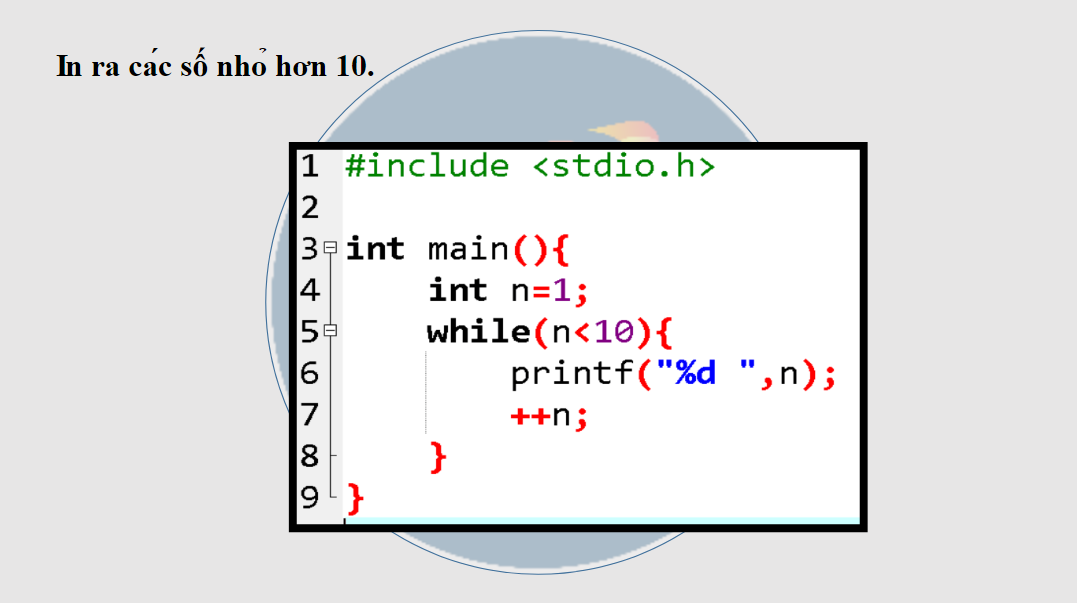 In ra các số nhỏ hơn 10.
1 #include <stdio.h>
2
3 int main(){
4     int n=1;
5     while(n<10){
6         printf("%d ",n);
7         ++n;
8     }
9 }